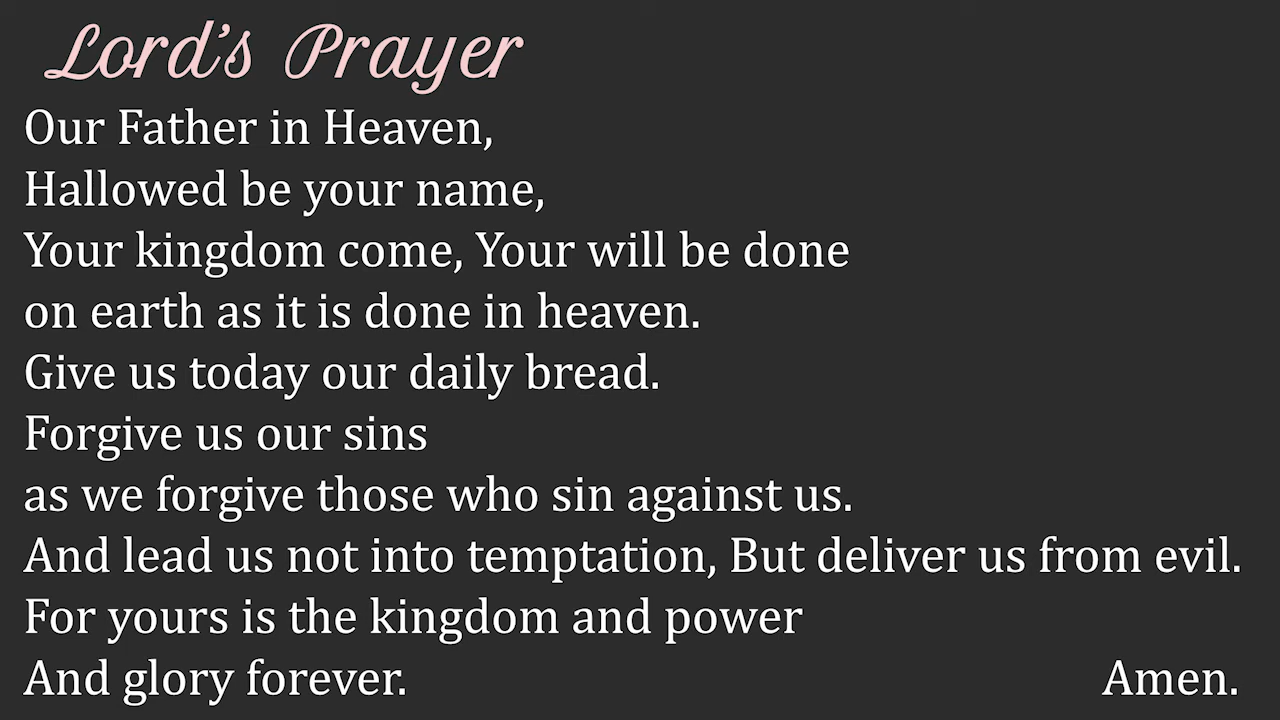 Lord's Prayer
Our Father in Heaven,
Hallowed be your name,
Your kingdom come, Your will be done
on earth as it is done in heaven.
Give us today our daily bread.
Forgive us our sins
as we forgive those who sin against us.
And lead us not into temptation, But deliver us from evil.
For yours is the kingdom and power
And glory forever. Amen.